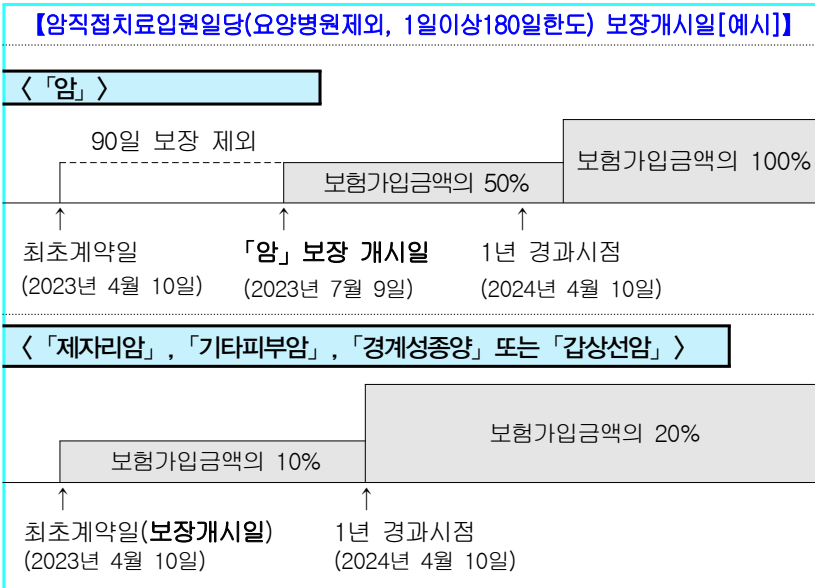 【암직접치료입원일당(요양병원제외, 1일이상180일한도) 보장개시일[예시]】
〈「암」〉
90일 보장 제외
보험가입금액의 50%
보험가입금액의 100%
↑ ↑ ↑
최초계약일 「암」보장 개시일 1년 경과시점
(2023년 4월 10일) (2023년 7월 9일) (2024년 4월 10일)
〈「제자리암」, 「기타피부암」, 「경계성종양」 또는 「갑상선암」〉
보험가입금액의 10%
보험가입금액의 20%
↑ ↑
최초계약일(보장개시일) 1년 경과시점
(2023년 4월 10일) (2024년 4월 10일)